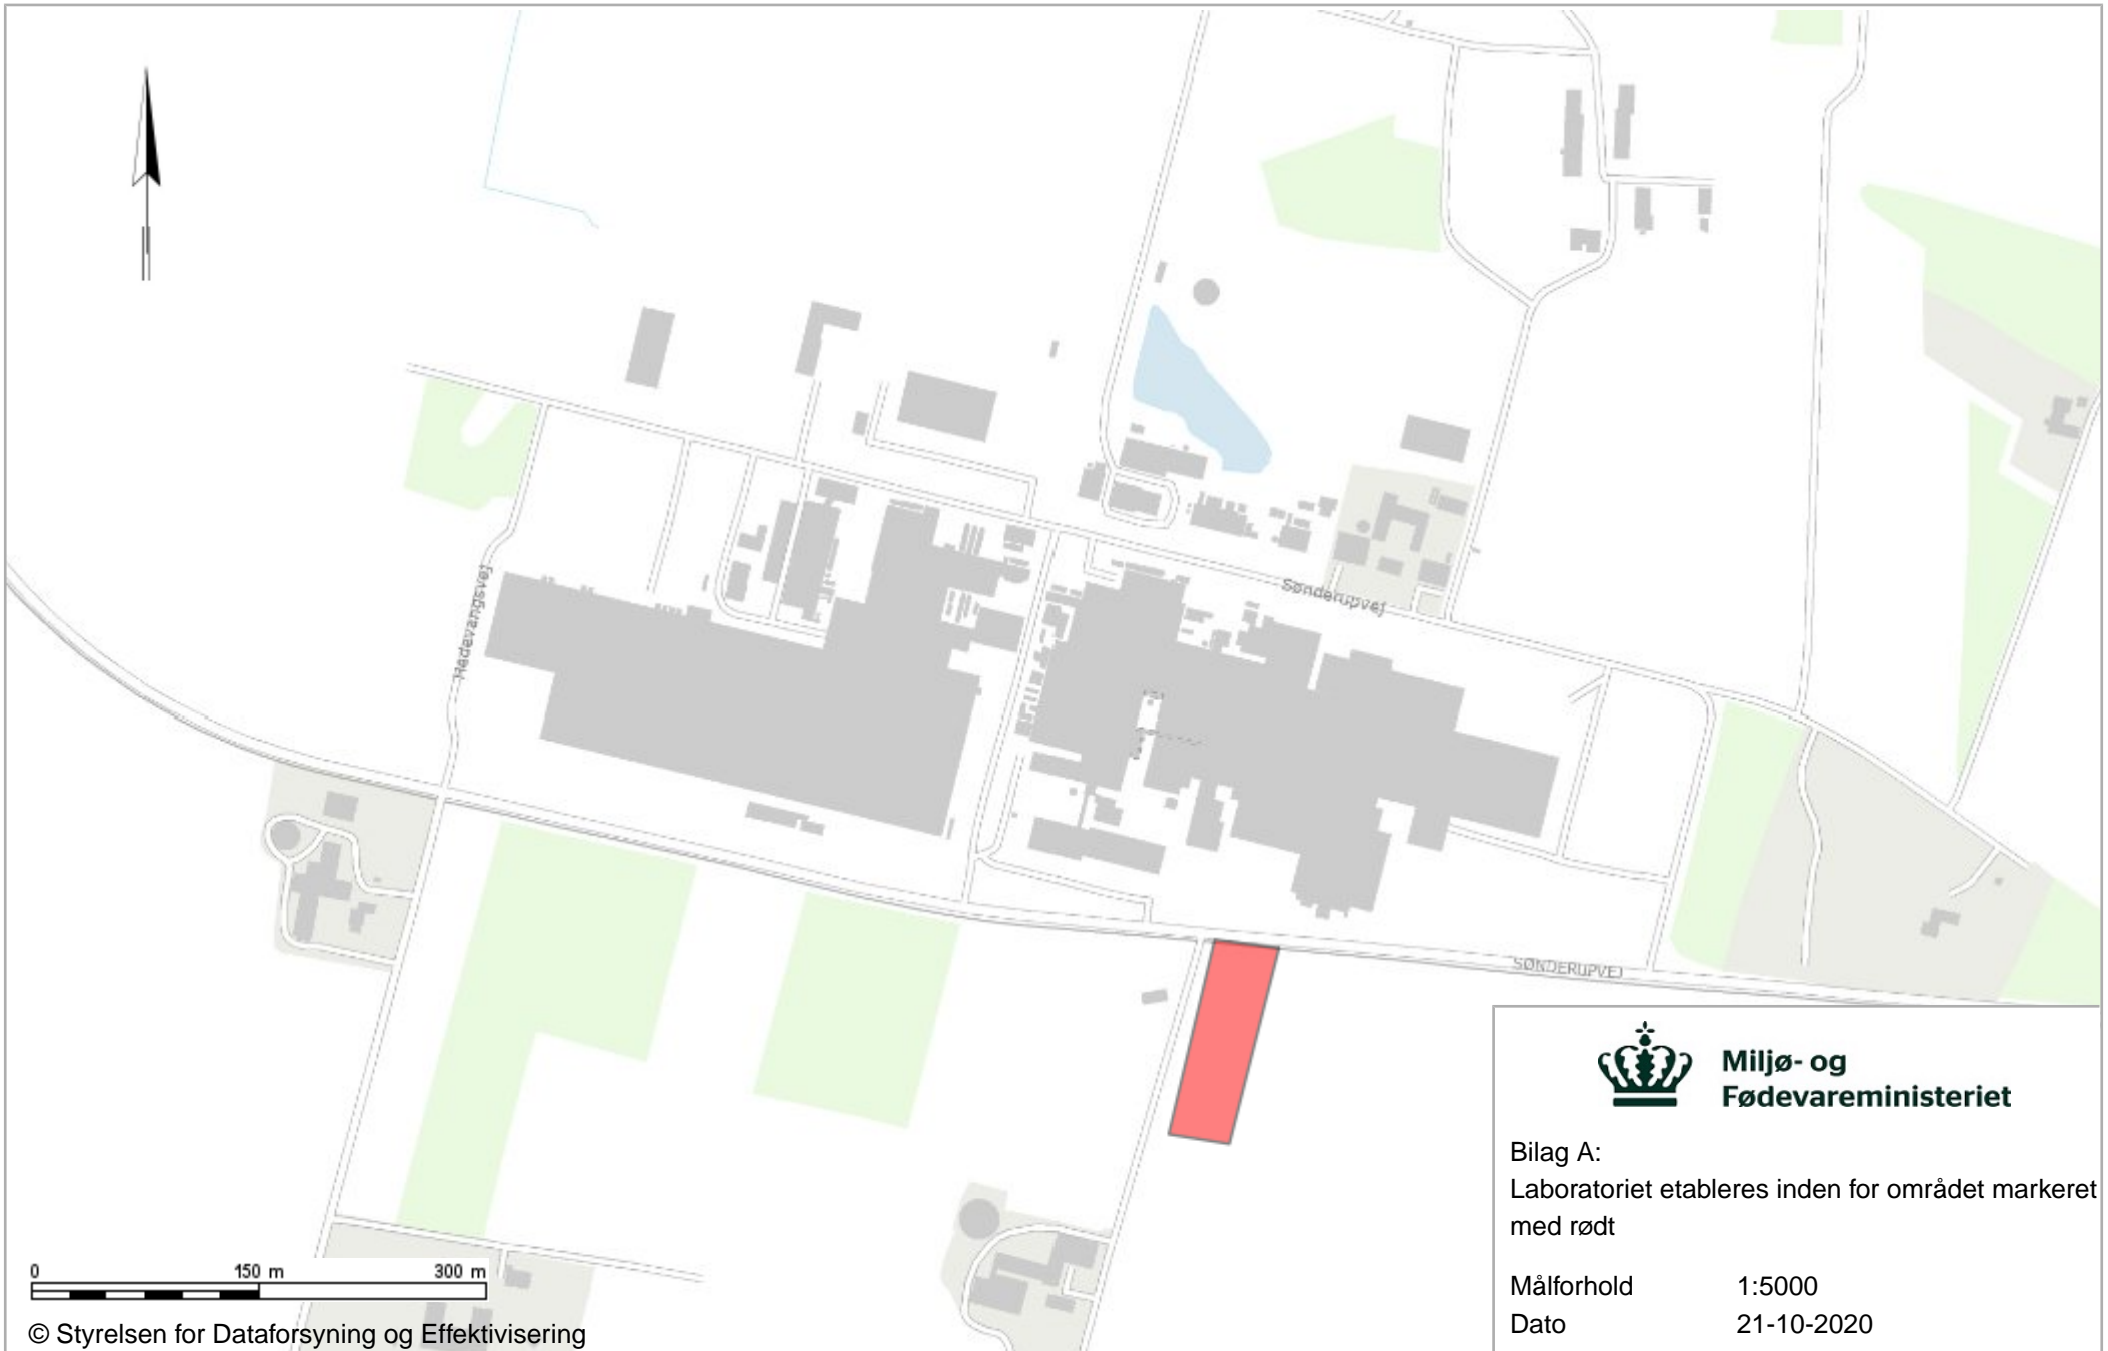 Hadevangsvej
Sønderupvej
SØNDERUPVEJ
Miljø- og
Fødevareministeriet
Bilag A:
Laboratoriet etableres inden for området markeret
med rødt
Målforhold 1:5000
Dato 21-10-2020
0 150 m 300 m
© Styrelsen for Dataforsyning og Effektivisering